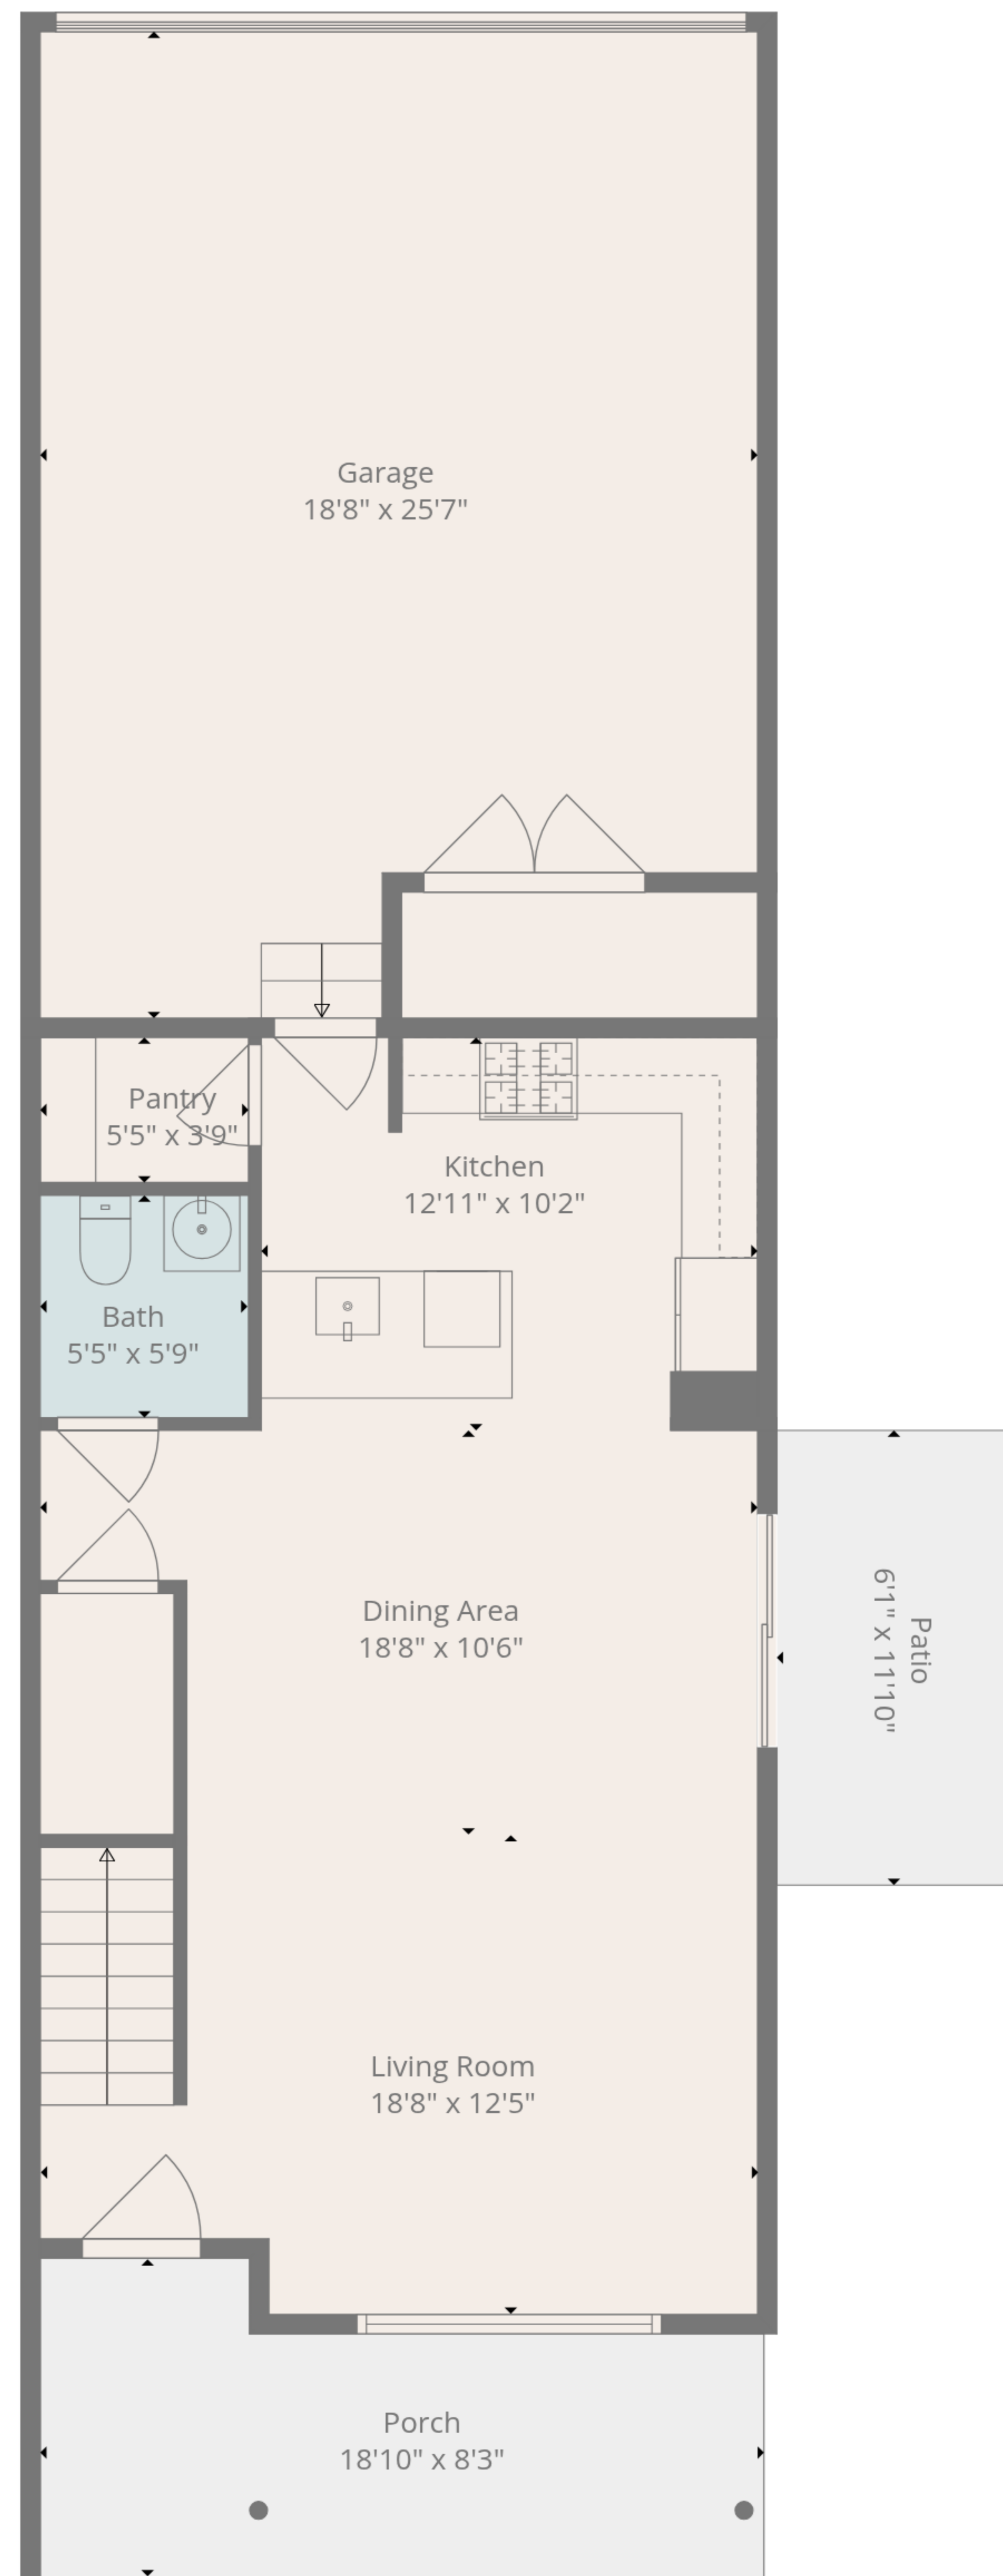 Garage
18'8" x 25'7"
Pantry
5'5" x 3'9"
Kitchen
12'11" x 10'2"
Bath
5'5" x 5'9"
Dining Area
18'8" x 10'6"
Patio
6'1" x 11'10"
Living Room
18'8" x 12'5"
Porch
18'10" x 8'3"